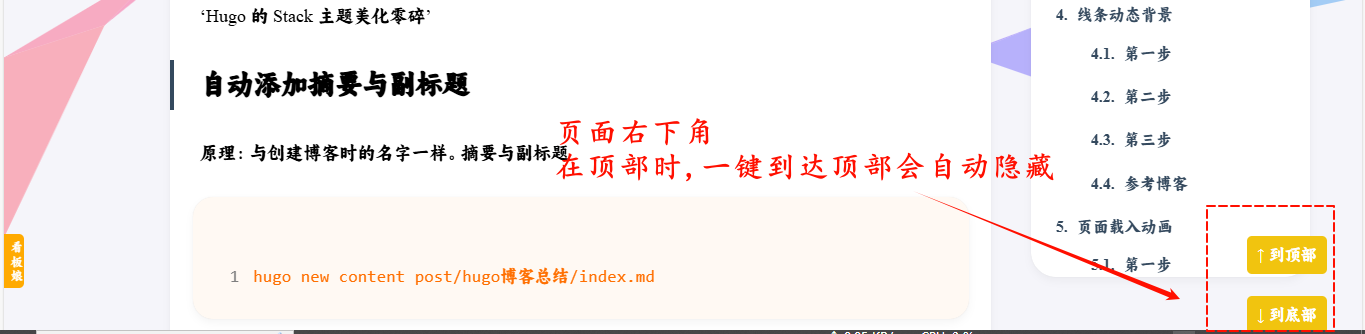 ‘Hugo 的 Stack 主题美化零碎’
自动添加摘要与副标题
原理：与创建博客时的名字一样。摘要与副标题
1 hugo new content post/hugo博客总结/index.md
页面右下角
在顶部时,一键到达顶部会自动隐藏
4. 线条动态背景
4.1. 第一步
4.2. 第二步
4.3. 第三步
4.4. 参考博客
5. 页面载入动画
5.1. 第一步
↑ 到顶部
↓ 到底部
看板娘